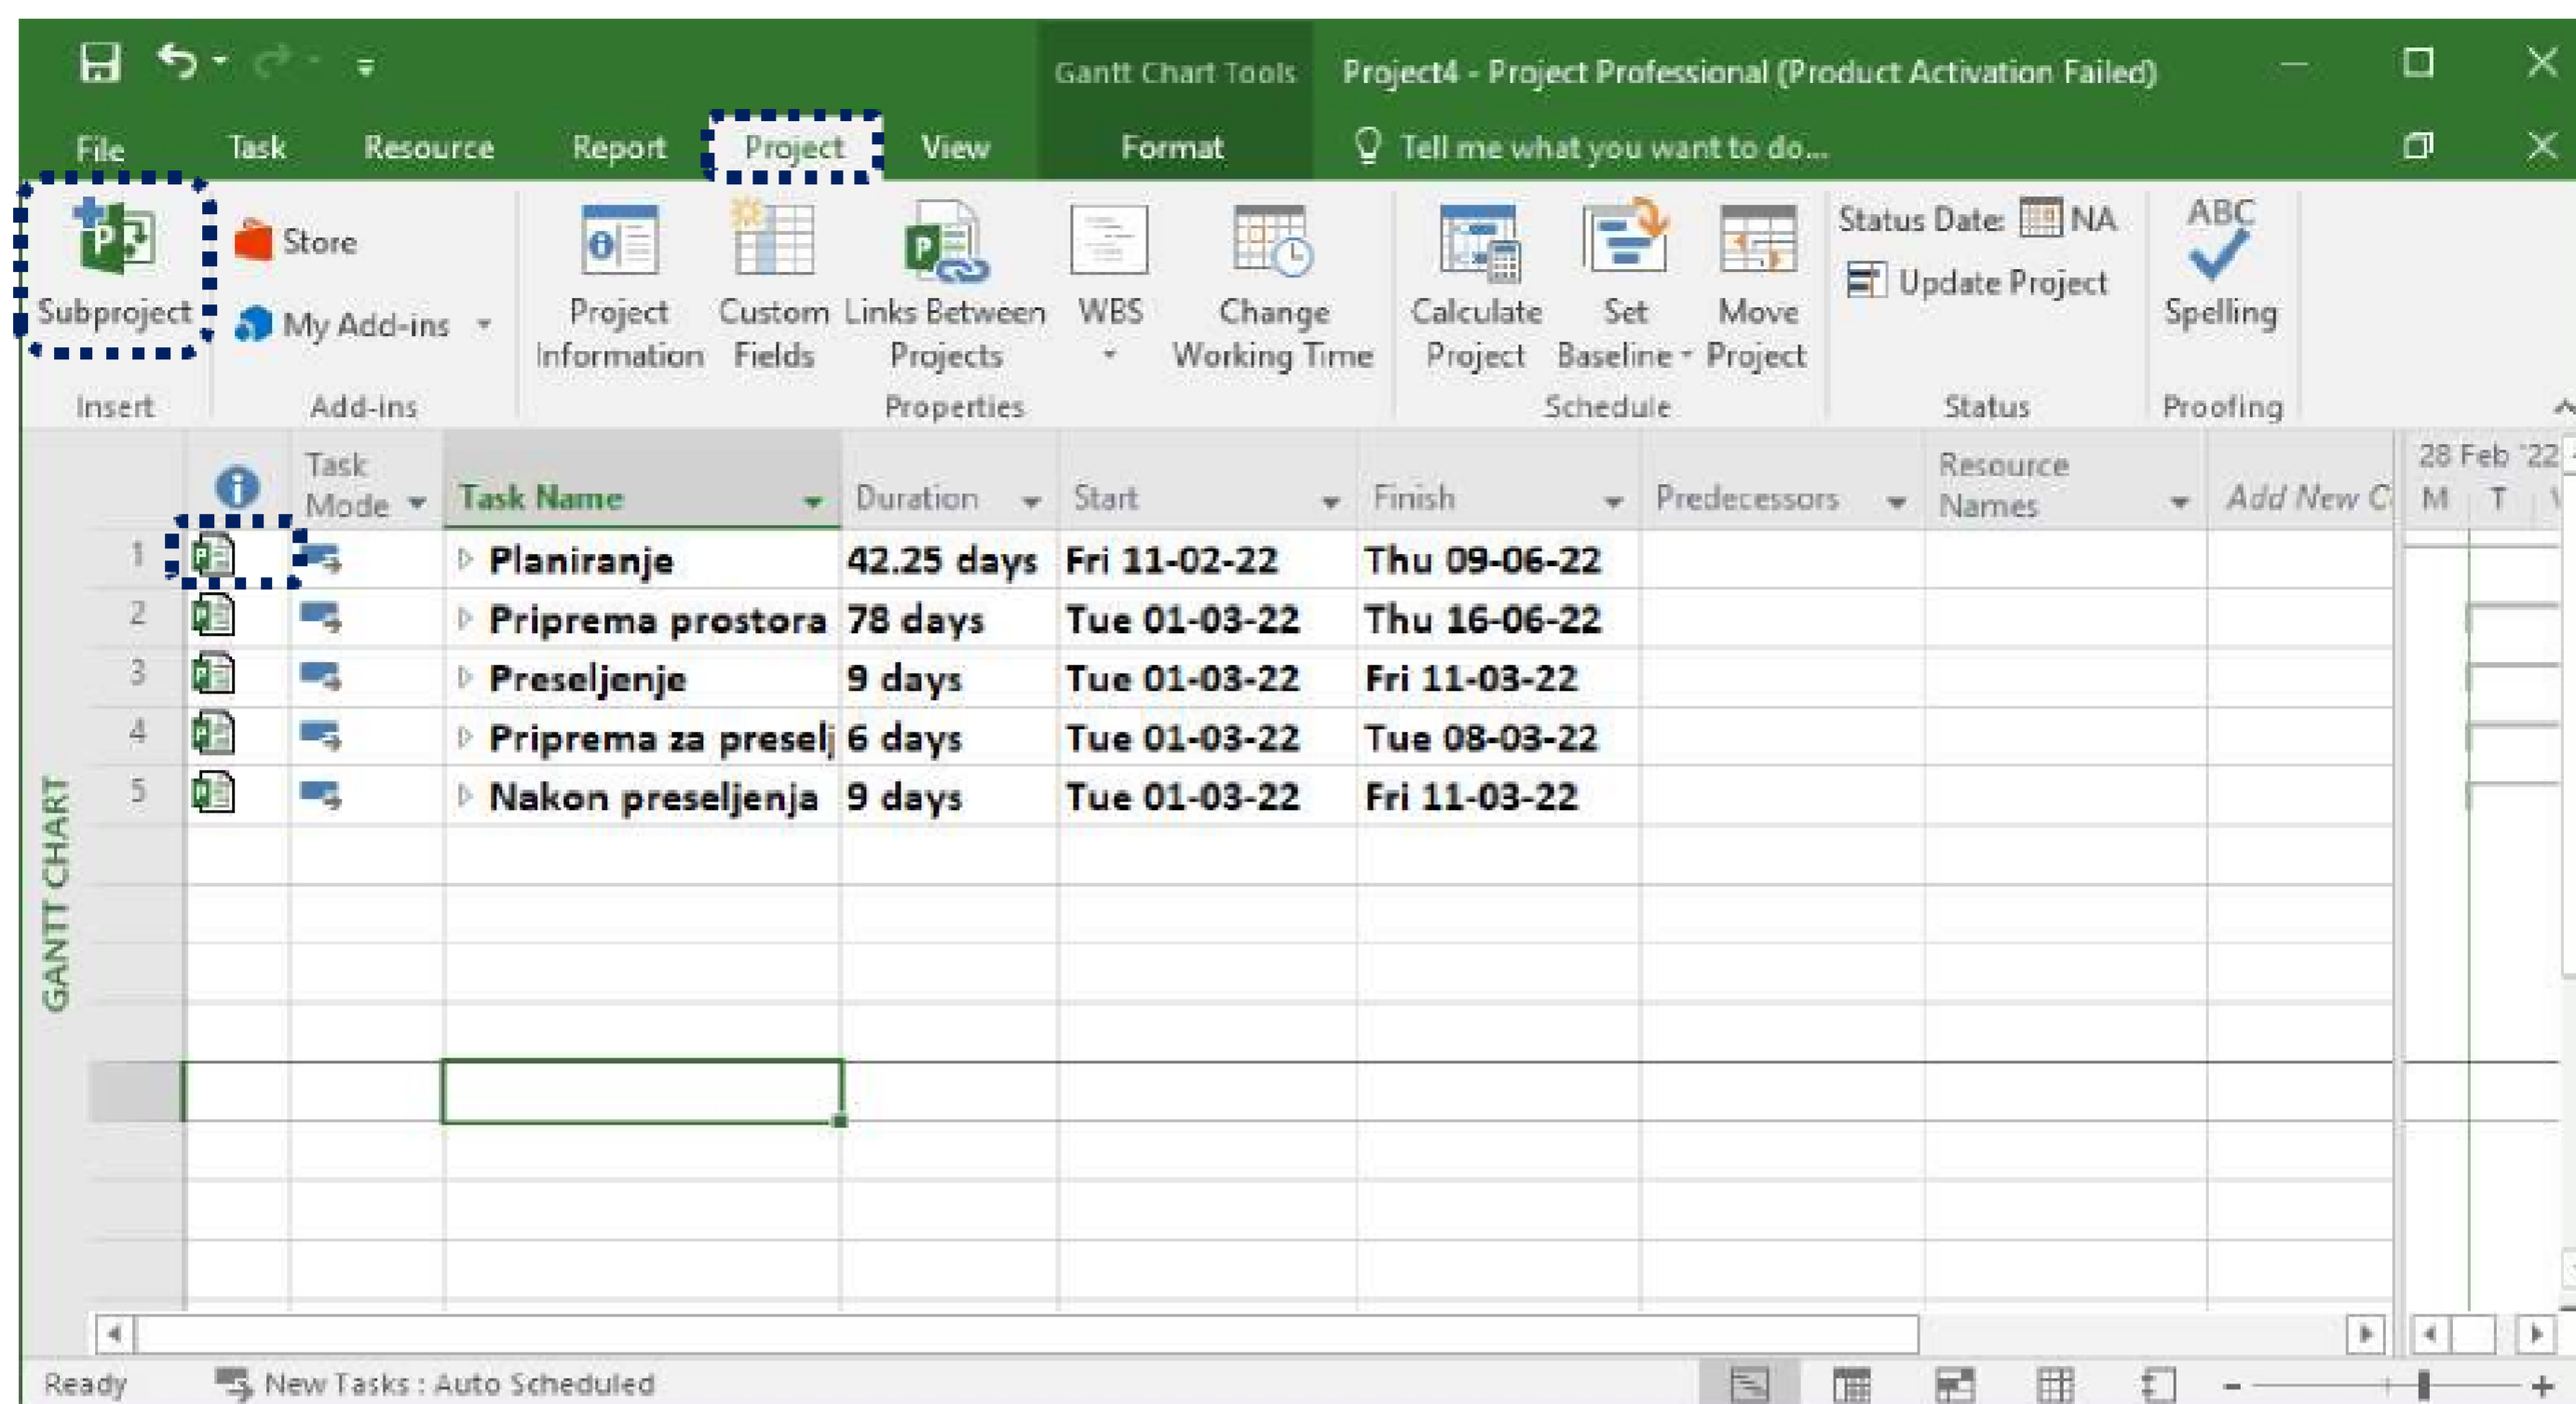 Gantt Chart Tools Project4 - Project Professional (Product Activation Failed)
File Task Resource Report Project View Format Tell me what you want to do...
Subproject
Store
My Add-ins
Project Information
Custom Fields
Links Between Projects
WBS
Change Working Time
Calculate Project
Set Baseline
Move Project
Status Date: NA
Update Project
ABC
Spelling
Insert Add-ins Properties Schedule Status Proofing
Task Mode Task Name Duration Start Finish Predecessors Resource Names Add New 28 Feb '22
M T
1 Planiranje 42.25 days Fri 11-02-22 Thu 09-06-22
2 Priprema prostora 78 days Tue 01-03-22 Thu 16-06-22
3 Preseljenje 9 days Tue 01-03-22 Fri 11-03-22
4 Priprema za preselj 6 days Tue 01-03-22 Tue 08-03-22
5 Nakon preseljenja 9 days Tue 01-03-22 Fri 11-03-22
GANTT CHART
Ready New Tasks : Auto Scheduled